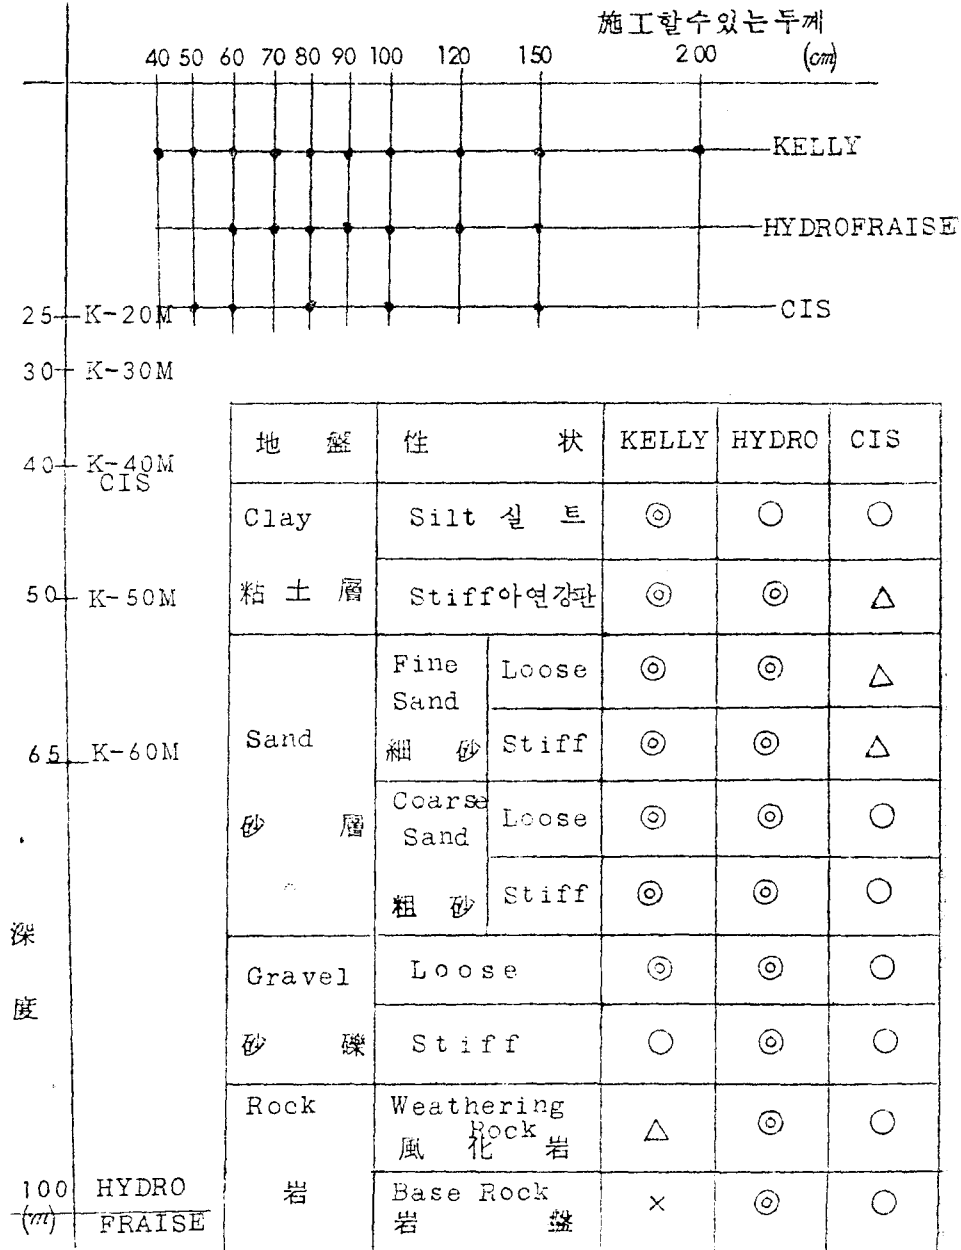 施工할수있는두께
40 50 60 70 80 90 100 120 150 200 (cm)
KELLY
HYDROFRAISE
CIS
25 K-20M
30 K-30M
40 K-40M
CIS
50 K-50M
65 K-60M
深度
100 HYDRO
(m) FRAISE
地 盤 性 状 KELLY HYDRO CIS
Clay Silt 실 트 ◎ ○ ○
粘土層 Stiff아연강판 ◎ ◎ △
Sand Fine Loose ◎ ◎ △
Sand
細 砂 Stiff ◎ ◎ △
砂 層 Coarse Loose ◎ ◎ ○
Sand
粗 砂 Stiff ◎ ◎ ○
Gravel Loose ◎ ◎ ○
砂 礫 Stiff ○ ◎ ○
Rock Weathering △ ◎ ○
Rock
風 化 岩
岩 Base Rock × ◎ ○
岩 盤